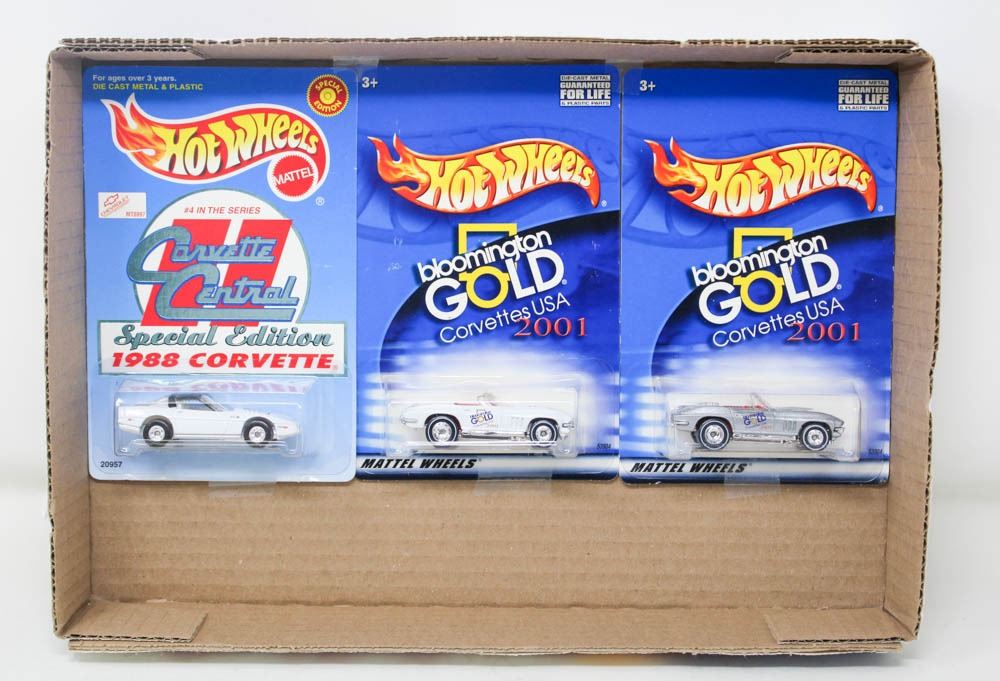 For ages over 3 years.
DIE CAST METAL & PLASTIC
SPECIAL EDITION
HOT WHEELS
MATTEL
®
CHEVROLET
#4 IN THE SERIES
Corvette
Central
Special Edition
1988 CORVETTE
20957
3+
DIE-CAST METAL
GUARANTEED
FOR LIFE
& PLASTIC PARTS
HOT WHEELS®
bloomington
GOLD®
Corvettes USA
2001
GOLD
MATTEL WHEELS
3+
DIE-CAST METAL
GUARANTEED
FOR LIFE
& PLASTIC PARTS
HOT WHEELS®
bloomington
GOLD®
Corvettes USA
2001
GOLD
MATTEL WHEELS